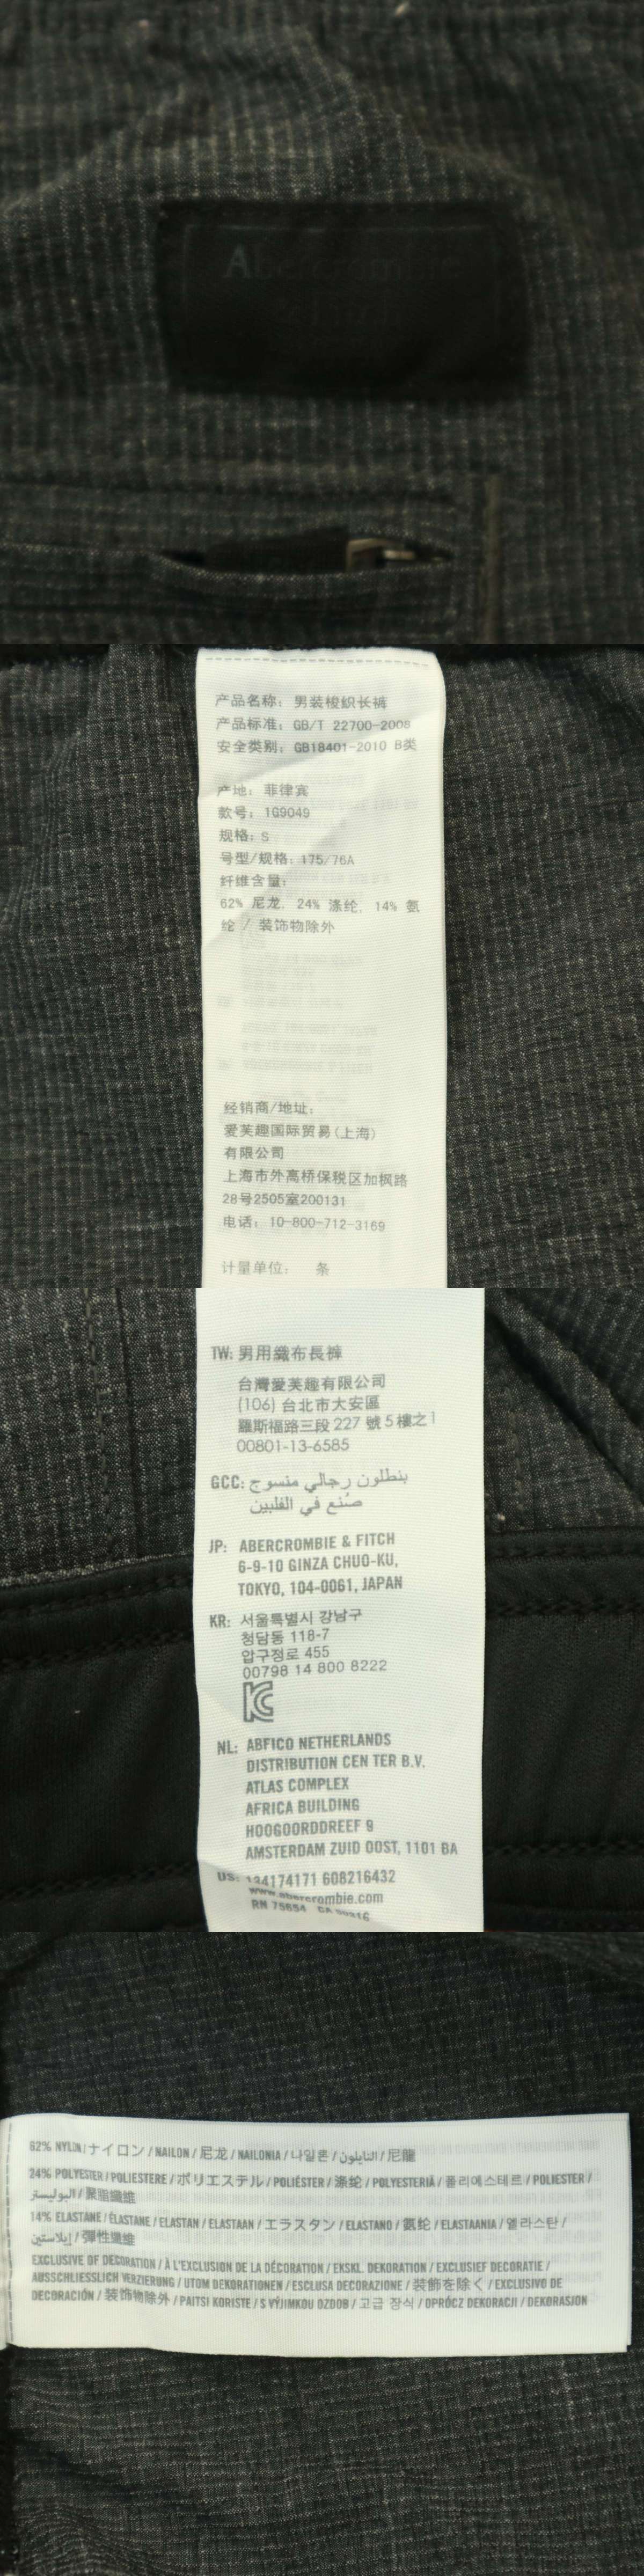 Abercrombie
产品名称: 男装梭织长裤
产品标准: GB/T 22700-2008
安全类别: GB18401-2010 B类
产地: 菲律宾
款号: 1G9049
规格: S
号型/规格: 175/76A
纤维含量:
62% 尼龙, 24% 涤纶, 14% 氨
纶 / 装饰物除外
经销商/地址:
爱芙趣国际贸易(上海)
有限公司
上海市外高桥保税区加枫路
28号2505室200131
电话: 10-800-712-3169
计量单位: 条
TW: 男用織布長褲
台灣愛芙趣有限公司
(106) 台北市大安區
羅斯福路三段 227 號 5 樓之1
00801-13-6585
GCC: بنطلون رجالي منسوج
صُنع في الفلبين
JP: ABERCROMBIE & FITCH
6-9-10 GINZA CHUO-KU,
TOKYO, 104-0061, JAPAN
KR: 서울특별시 강남구
청담동 118-7
압구정로 455
00798 14 800 8222
NL: ABFICO NETHERLANDS
DISTRIBUTION CEN TER B.V.
ATLAS COMPLEX
AFRICA BUILDING
HOOGOORDDREEF 9
AMSTERDAM ZUID OOST, 1101 BA
US: 134174171 608216432
www.abercrombie.com
RN 75654 CA
62% NYLON / ナイロン / NAILON / 尼龙 / NAILONIA / 나일론 / النايلون / 尼龍
24% POLYESTER / POLIESTERE / ポリエステル / POLIÉSTER / 涤纶 / POLYESTERIÄ / 폴리에스테르 / POLIESTER /
البوليستر / 聚脂纖維
14% ELASTANE / ÉLASTANE / ELASTAN / ELASTAAN / エラスタン / ELASTANO / 氨纶 / ELASTAANIA / 엘라스탄 /
إيلاستين / 彈性纖維
EXCLUSIVE OF DECORATION / À L'EXCLUSION DE LA DÉCORATION / EKSKL. DEKORATION / EXCLUSIEF DECORATIE /
AUSSCHLIESSLICH VERZIERUNG / UTOM DEKORATIONEN / ESCLUSA DECORAZIONE / 装飾を除く / EXCLUSIVO DE
DECORACIÓN / 装饰物除外 / PAITSI KORISTE / S VÝJIMKOU OZDOB / 고급 장식 / OPRÓCZ DEKORACJI / DEKORASJON